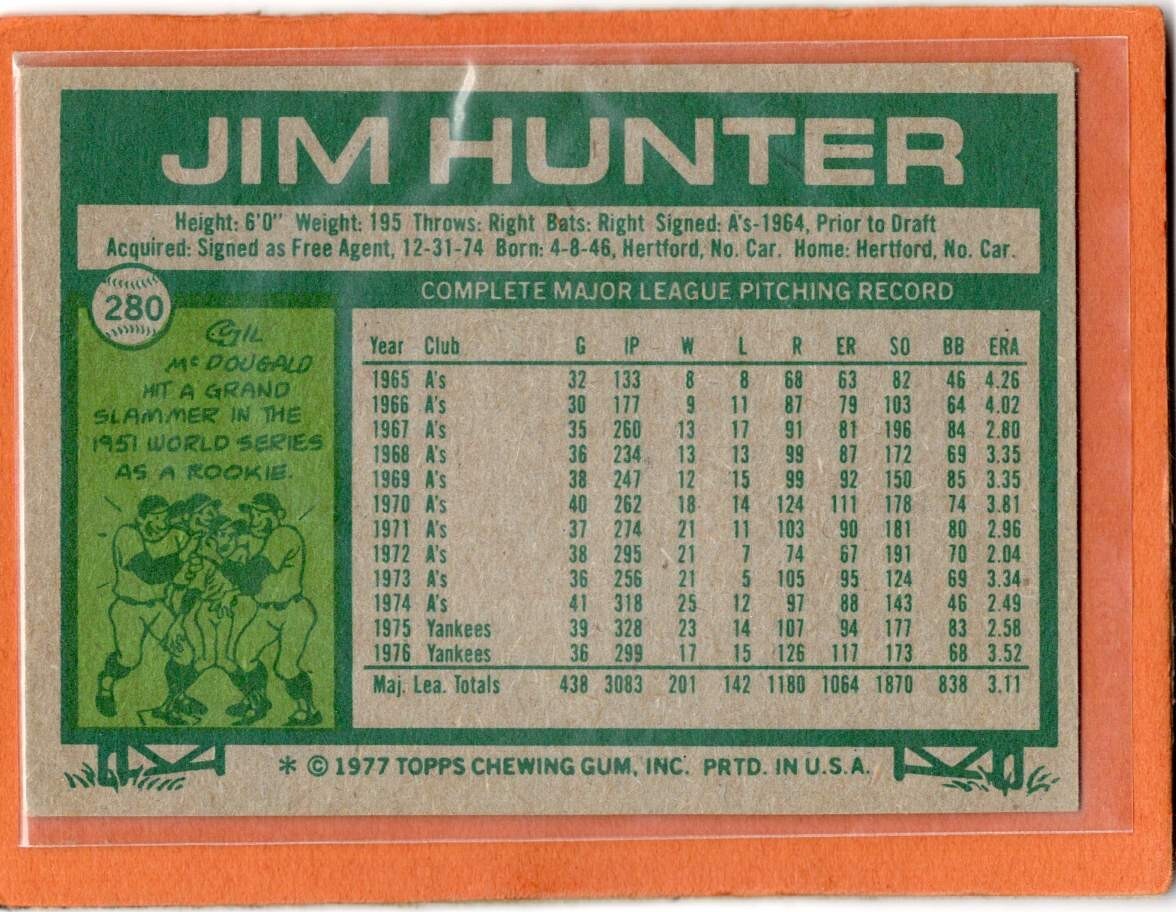 JIM HUNTER
Height: 6'0" Weight: 195 Throws: Right Bats: Right Signed: A's-1964, Prior to Draft
Acquired: Signed as Free Agent, 12-31-74 Born: 4-8-46, Hertford, No. Car. Home: Hertford, No. Car.
280
GIL
McDOUGALD
HIT A GRAND
SLAMMER IN THE
1951 WORLD SERIES
AS A ROOKIE.
COMPLETE MAJOR LEAGUE PITCHING RECORD
Year Club G IP W L R ER SO BB ERA
1965 A's 32 133 8 8 68 63 82 46 4.26
1966 A's 30 177 9 11 87 79 103 64 4.02
1967 A's 35 260 13 17 91 81 196 84 2.80
1968 A's 36 234 13 13 99 87 172 69 3.35
1969 A's 38 247 12 15 99 92 150 85 3.35
1970 A's 40 262 18 14 124 111 178 74 3.81
1971 A's 37 274 21 11 103 90 181 80 2.96
1972 A's 38 295 21 7 74 67 191 70 2.04
1973 A's 36 256 21 5 105 95 124 69 3.34
1974 A's 41 318 25 12 97 88 143 46 2.49
1975 Yankees 39 328 23 14 107 94 177 83 2.58
1976 Yankees 36 299 17 15 126 117 173 68 3.52
Maj. Lea. Totals 438 3083 201 142 1180 1064 1870 838 3.11
* © 1977 TOPPS CHEWING GUM, INC. PRTD. IN U.S.A.